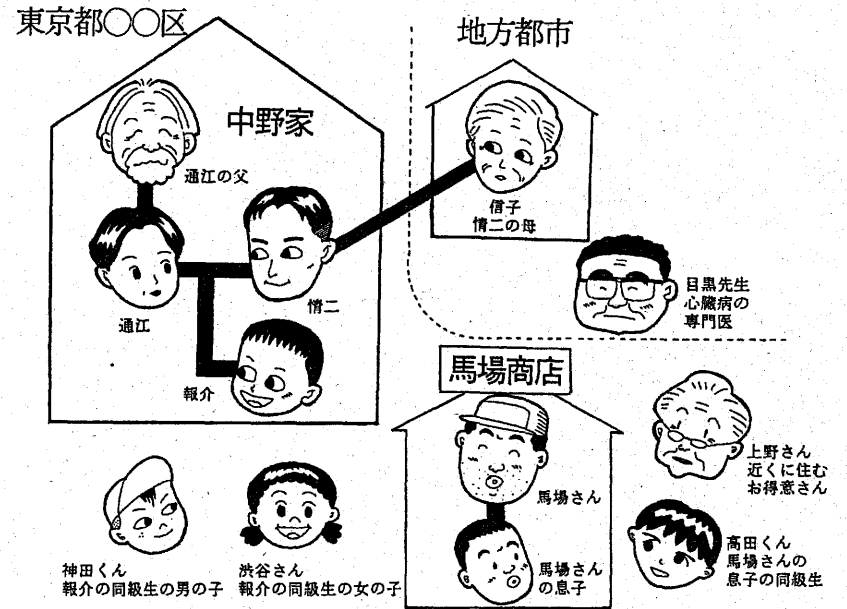 東京都○○区
地方都市
中野家
通江の父
信子
情二の母
通江
情二
報介
目黒先生
心臓病の
専門医
馬場商店
馬場さん
馬場さん
の息子
上野さん
近くに住む
お得意さん
高田くん
馬場さんの
息子の同級生
神田くん
報介の同級生の男の子
渋谷さん
報介の同級生の女の子